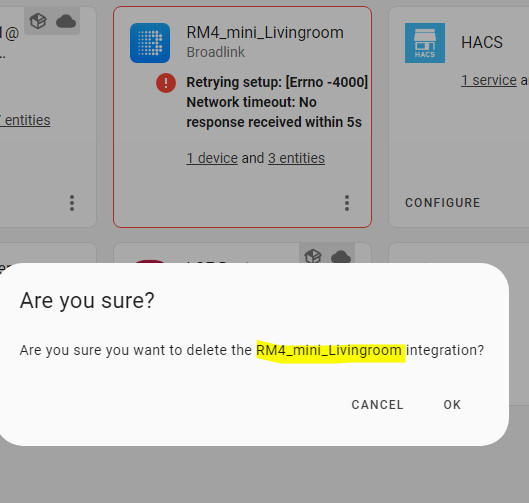 @
RM4_mini_Livingroom
Broadlink
Retrying setup: [Errno -4000]
Network timeout: No
response received within 5s
1 device and 3 entities
entities
HACS
HACS
1 service
CONFIGURE
Are you sure?
Are you sure you want to delete the RM4_mini_Livingroom integration?
CANCEL
OK